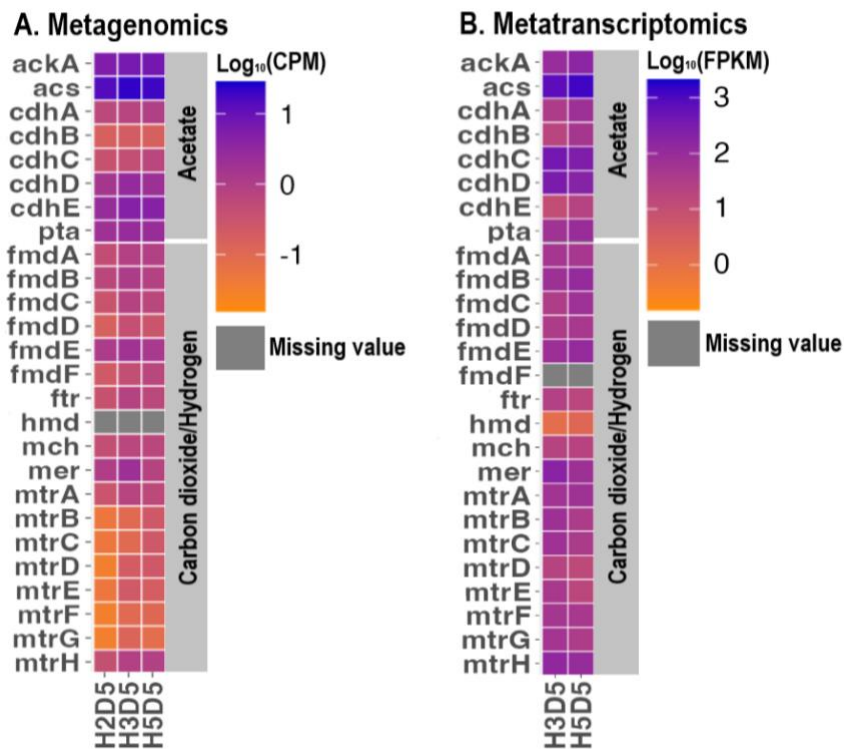 A. Metagenomics
ackA
acs
cdhA
cdhB
cdhC
cdhD
cdhE
pta
fmdA
fmdB
fmdC
fmdD
fmdE
fmdF
ftr
hmd
mch
mer
mtrA
mtrB
mtrC
mtrD
mtrE
mtrF
mtrG
mtrH
H2D5
H3D5
H5D5
Acetate
Carbon dioxide/Hydrogen
Log₁₀(CPM)
1
0
-1
Missing value
B. Metatranscriptomics
ackA
acs
cdhA
cdhB
cdhC
cdhD
cdhE
pta
fmdA
fmdB
fmdC
fmdD
fmdE
fmdF
ftr
hmd
mch
mer
mtrA
mtrB
mtrC
mtrD
mtrE
mtrF
mtrG
mtrH
H3D5
H5D5
Acetate
Carbon dioxide/Hydrogen
Log₁₀(FPKM)
3
2
1
0
Missing value